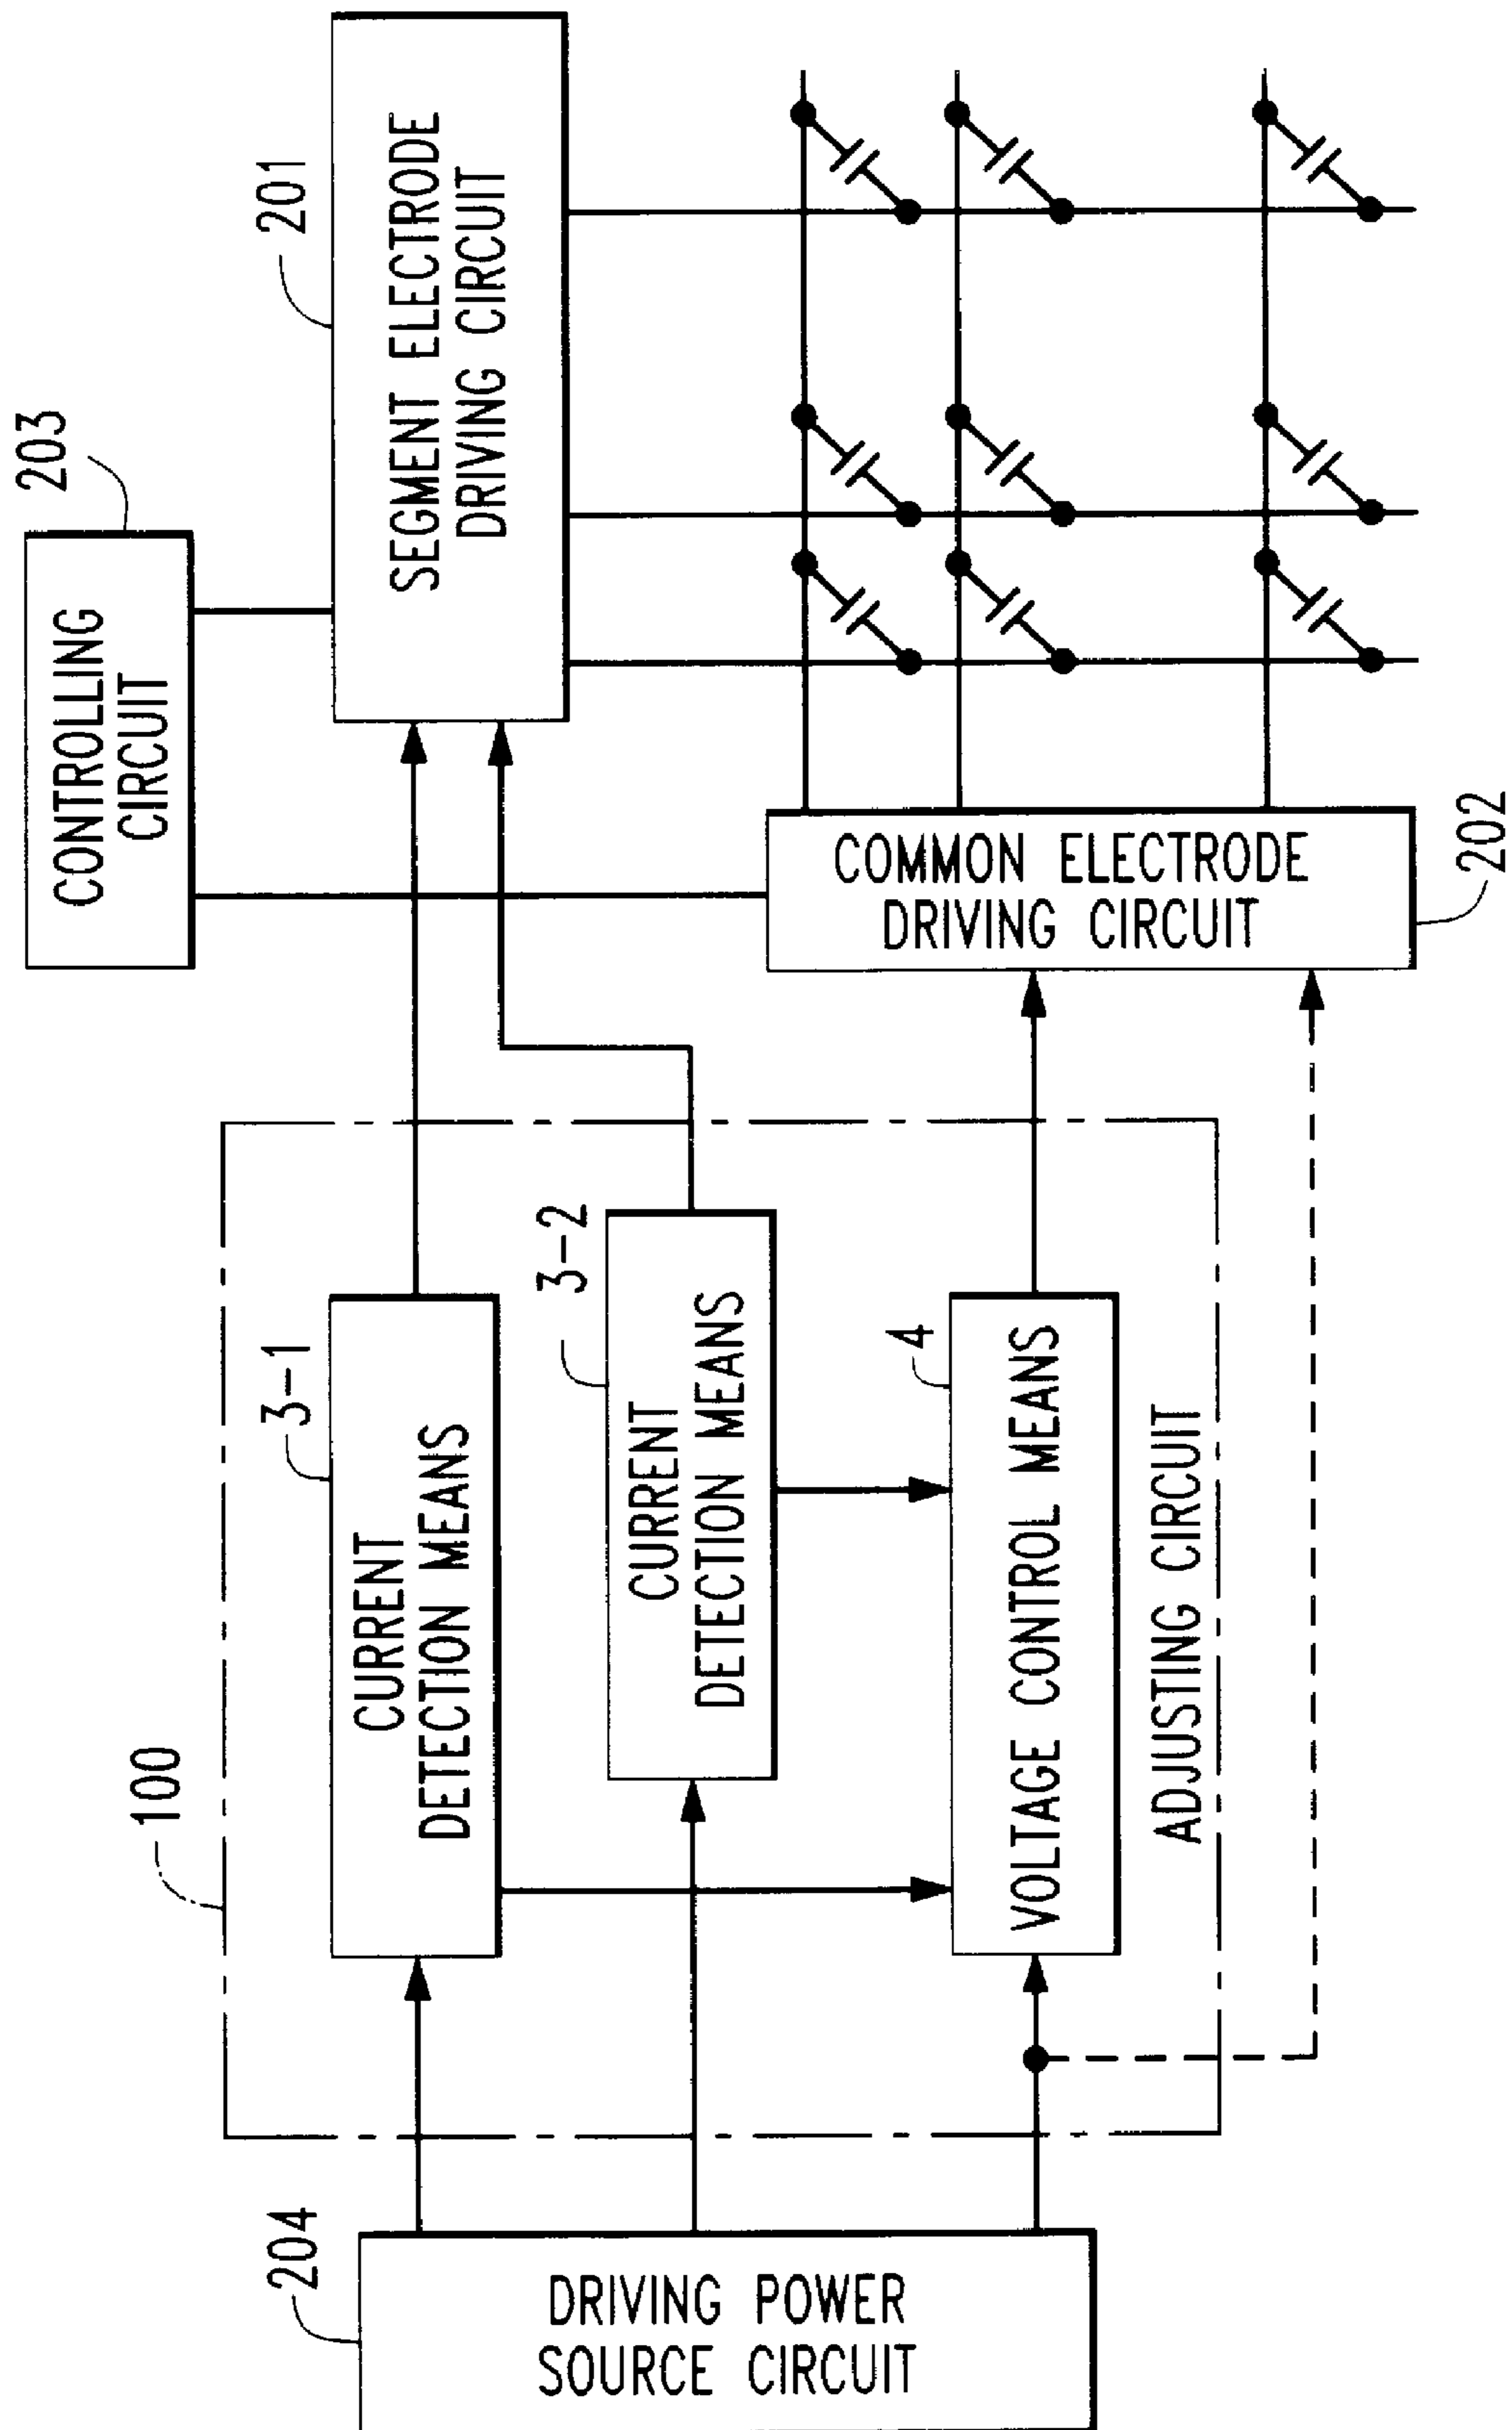 203
CONTROLLING
CIRCUIT
201
SEGMENT ELECTRODE
DRIVING CIRCUIT
100
3-1
CURRENT
DETECTION MEANS
3-2
CURRENT
DETECTION MEANS
204
DRIVING POWER
SOURCE CIRCUIT
4
VOLTAGE CONTROL MEANS
ADJUSTING CIRCUIT
COMMON ELECTRODE
DRIVING CIRCUIT
202